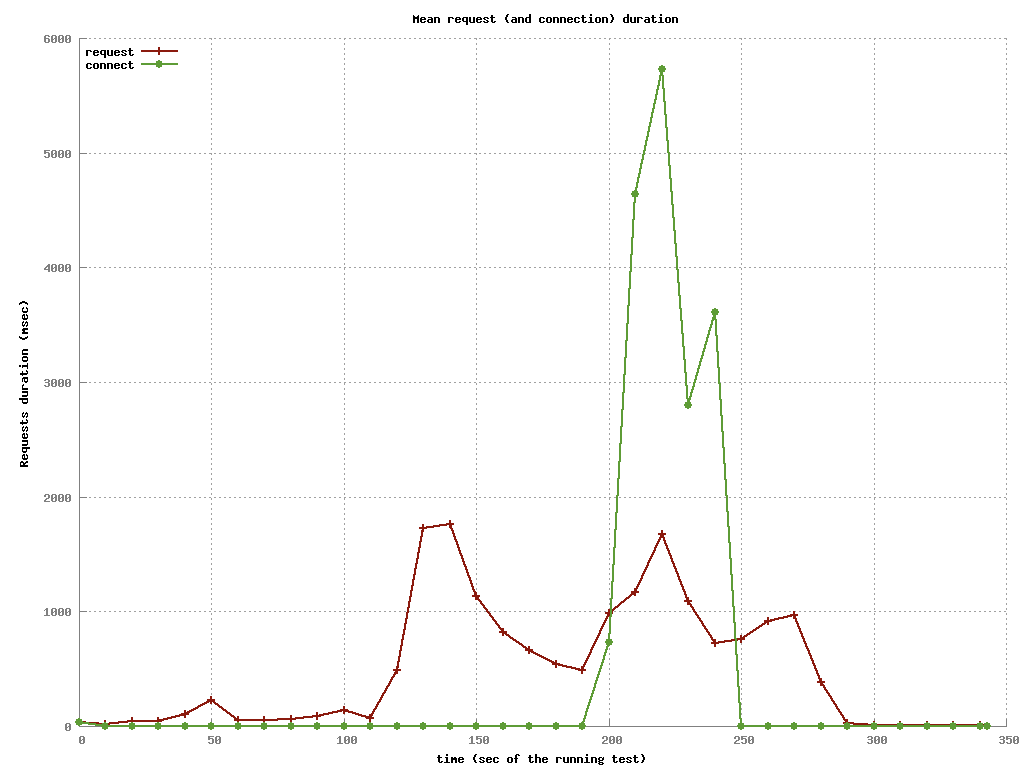 Mean request (and connection) duration
6000
request
connect
5000
4000
3000
2000
1000
0
Requests duration (msec)
0 50 100 150 200 250 300 350
time (sec of the running test)